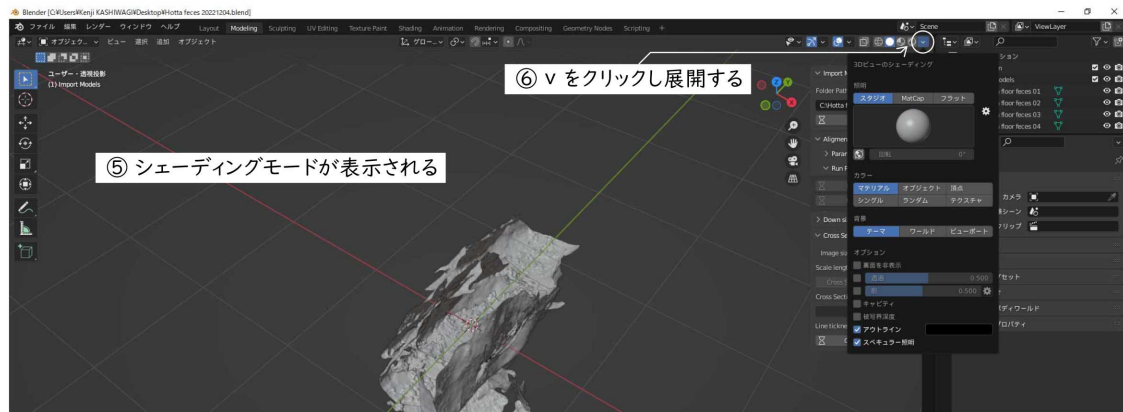 Blender [C:¥Users¥Kenji KASHIWAGI¥Desktop¥Hotta feces 20221204.blend]
ファイル 編集 レンダー ウィンドウ ヘルプ Layout Modeling Sculpting UV Editing Texture Paint Shading Animation Rendering Compositing Geometry Nodes Scripting + Scene ViewLayer
オブジェク.. ビュー 選択 追加 オブジェクト グロー..
ユーザー・透視投影
(1) Import Models
⑤ シェーディングモードが表示される
⑥ v をクリックし展開する
Folder Path
Cross Se
Image siz
Scale lengt
Cross Secti
3Dビューのシェーディング
照明
スタジオ MatCap フラット
回転 0°
カラー
マテリアル オブジェクト 頂点
シングル ランダム テクスチャ
背景
テーマ ワールド ビューポート
オプション
裏面を非表示
透過 0.500
影 0.500
キャビティ
被写界深度
アウトライン
スペキュラー照明
ション
odels
floor feces 01
floor feces 02
floor feces 03
floor feces 04
カメラ
シーン
クリップ
ディワールド
プロパティ